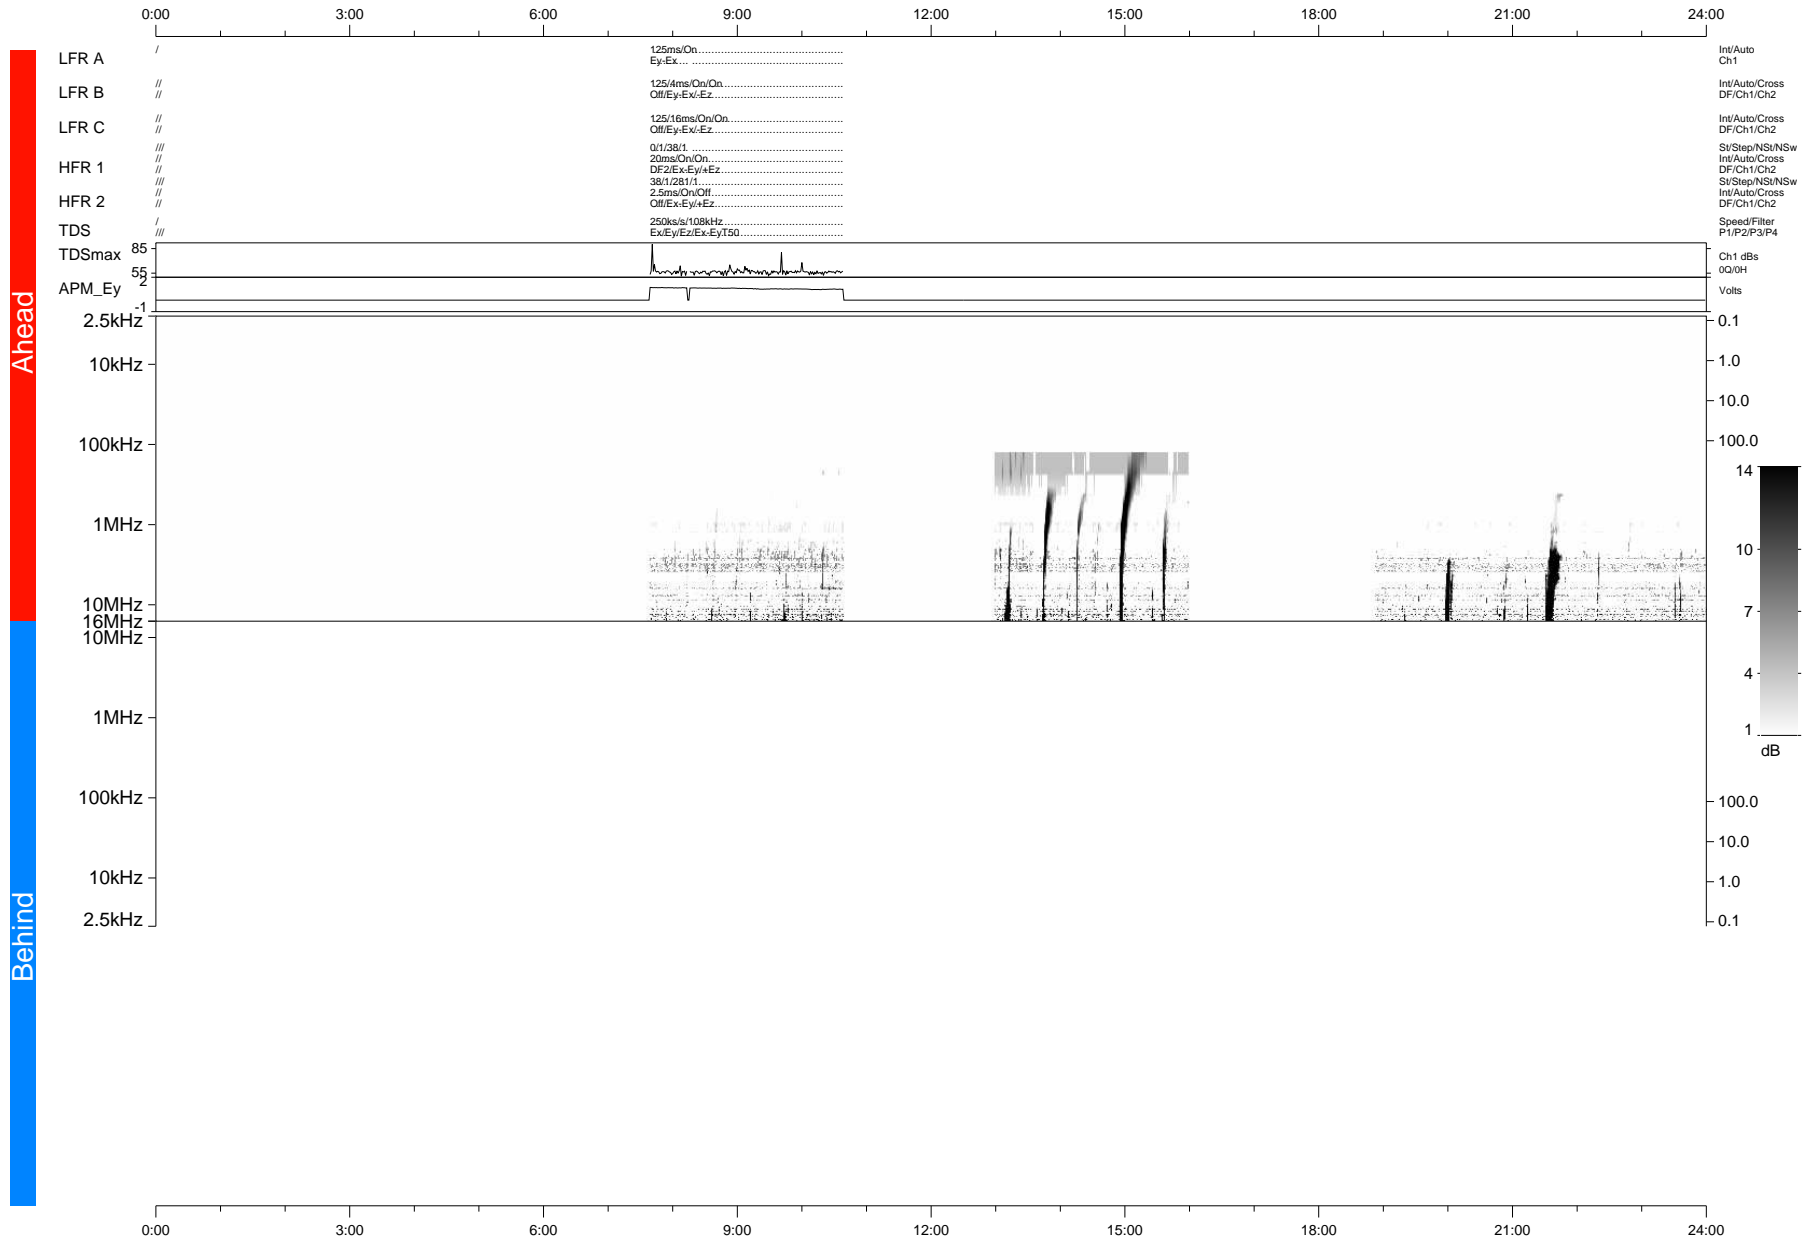 0:00 3:00 6:00 9:00 12:00 15:00 18:00 21:00 24:00
LFR A / 125ms/On Int/Auto
Ey-Ex Ch1
LFR B // 125/4ms/On/On Int/Auto/Cross
// Off/Ey-Ex/-Ez DF/Ch1/Ch2
LFR C // 125/16ms/On/On Int/Auto/Cross
// Off/Ey-Ex/-Ez DF/Ch1/Ch2
/// 0/1/38/1 St/Step/NSt/NSw
HFR 1 // 20ms/On/On Int/Auto/Cross
// DF2/Ex-Ey/+Ez DF/Ch1/Ch2
/// 38/1/281/1 St/Step/NSt/NSw
HFR 2 // 2.5ms/On/Off Int/Auto/Cross
// Off/Ex-Ey/+Ez DF/Ch1/Ch2
TDS / 250ks/s/108kHz Speed/Filter
/// Ex/Ey/Ez/Ex-EyT50 P1/P2/P3/P4
TDSmax 85 Ch1 dBs
55 0Q/0H
APM_Ey 2 Volts
-1
Ahead
2.5kHz 0.1
10kHz 1.0
10.0
100kHz 100.0
14
1MHz
10
10MHz 7
16MHz
10MHz
4
1MHz 1
dB
100kHz 100.0
10.0
10kHz 1.0
2.5kHz 0.1
Behind
0:00 3:00 6:00 9:00 12:00 15:00 18:00 21:00 24:00